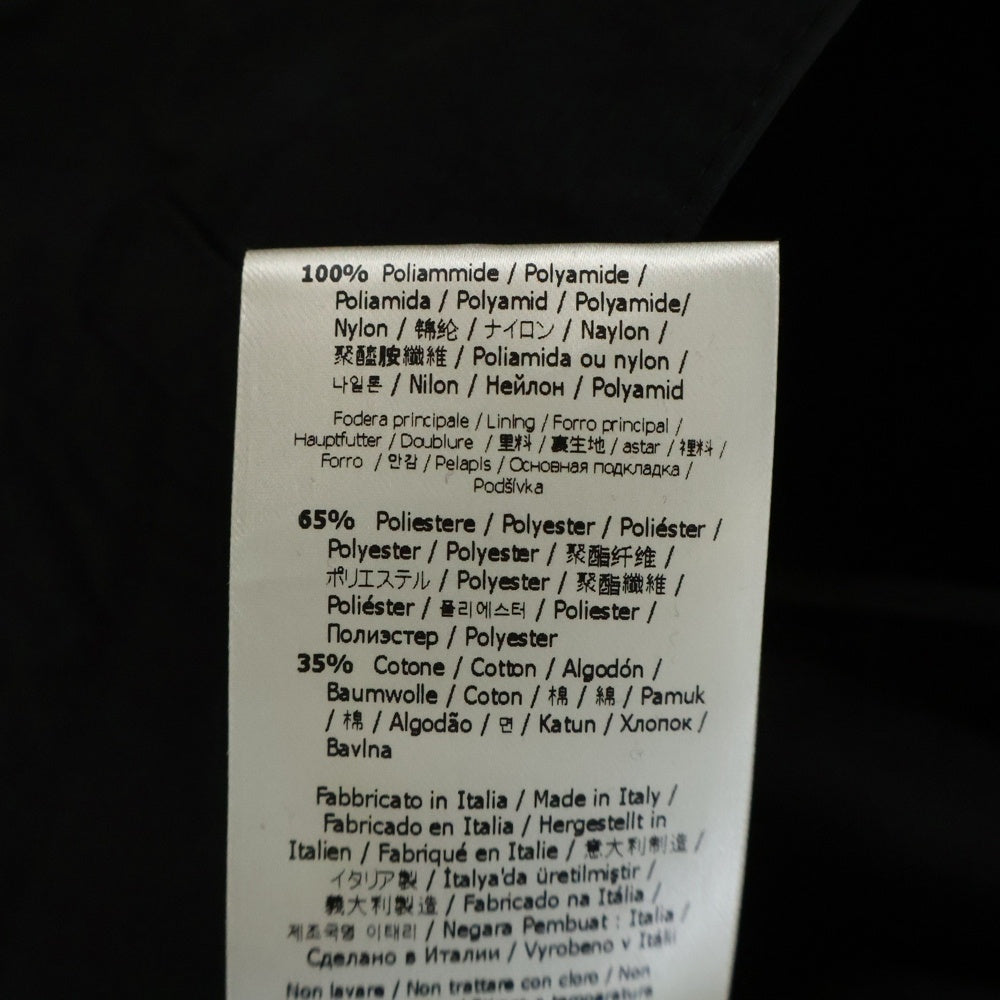 100% Poliammide / Polyamide /
Poliamida / Polyamid / Polyamide/
Nylon / 锦纶 / ナイロン / Naylon /
聚醯胺纖維 / Poliamida ou nylon /
나일론 / Nilon / Нейлон / Polyamid
Fodera principale / Lining / Forro principal /
Hauptfutter / Doublure / 里料 / 裏生地 / astar / 裡料 /
Forro / 안감 / Pelapis / Основная подкладка /
Podšívka
65% Poliestere / Polyester / Poliéster /
Polyester / Polyester / 聚酯纤维 /
ポリエステル / Polyester / 聚酯纖維 /
Poliéster / 폴리에스터 / Poliester /
Полиэстер / Polyester
35% Cotone / Cotton / Algodón /
Baumwolle / Coton / 棉 / 綿 / Pamuk
/ 棉 / Algodão / 면 / Katun / Хлопок /
Bavlna
Fabbricato in Italia / Made in Italy /
Fabricado en Italia / Hergestellt in
Italien / Fabriqué en Italie / 意大利制造 /
イタリア製 / İtalya'da üretilmiştir /
義大利製造 / Fabricado na Itália /
제조국명 이태리 / Negara Pembuat : Italia /
Сделано в Италии / Vyrobeno v Itálii
Non lavare / Non trattare con cloro / Non
temperature